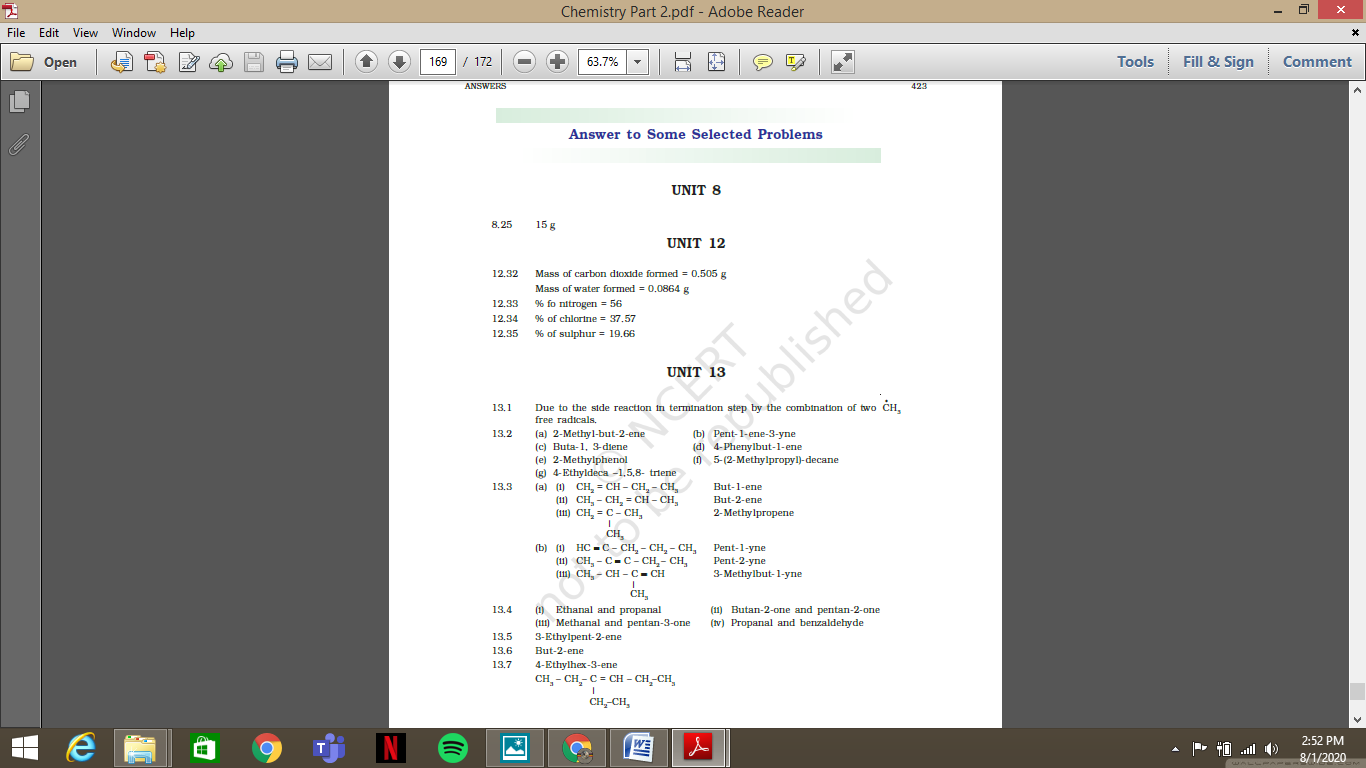 Chemistry Part 2.pdf - Adobe Reader
File Edit View Window Help
Open 169 / 172 63.7% Tools Fill & Sign Comment
ANSWERS 423
Answer to Some Selected Problems
UNIT 8
8.25 15 g
UNIT 12
12.32 Mass of carbon dioxide formed = 0.505 g
Mass of water formed = 0.0864 g
12.33 % fo nitrogen = 56
12.34 % of chlorine = 37.57
12.35 % of sulphur = 19.66
UNIT 13
13.1 Due to the side reaction in termination step by the combination of two ĊH₃
free radicals.
13.2 (a) 2-Methyl-but-2-ene (b) Pent-1-ene-3-yne
(c) Buta-1, 3-diene (d) 4-Phenylbut-1-ene
(e) 2-Methylphenol (f) 5-(2-Methylpropyl)-decane
(g) 4-Ethyldeca –1,5,8- triene
13.3 (a) (i) CH₂ = CH – CH₂ – CH₃ But-1-ene
(ii) CH₃ – CH₂ = CH – CH₃ But-2-ene
(iii) CH₂ = C – CH₃ 2-Methylpropene
CH₃
(b) (i) HC ≡ C – CH₂ – CH₂ – CH₃ Pent-1-yne
(ii) CH₃ – C ≡ C – CH₂ – CH₃ Pent-2-yne
(iii) CH₃ – CH – C ≡ CH 3-Methylbut-1-yne
CH₃
13.4 (i) Ethanal and propanal (ii) Butan-2-one and pentan-2-one
(iii) Methanal and pentan-3-one (iv) Propanal and benzaldehyde
13.5 3-Ethylpent-2-ene
13.6 But-2-ene
13.7 4-Ethylhex-3-ene
CH₃ – CH₂– C = CH – CH₂–CH₃
CH₂–CH₃
© NCERT
not to be republished
2:52 PM
8/1/2020